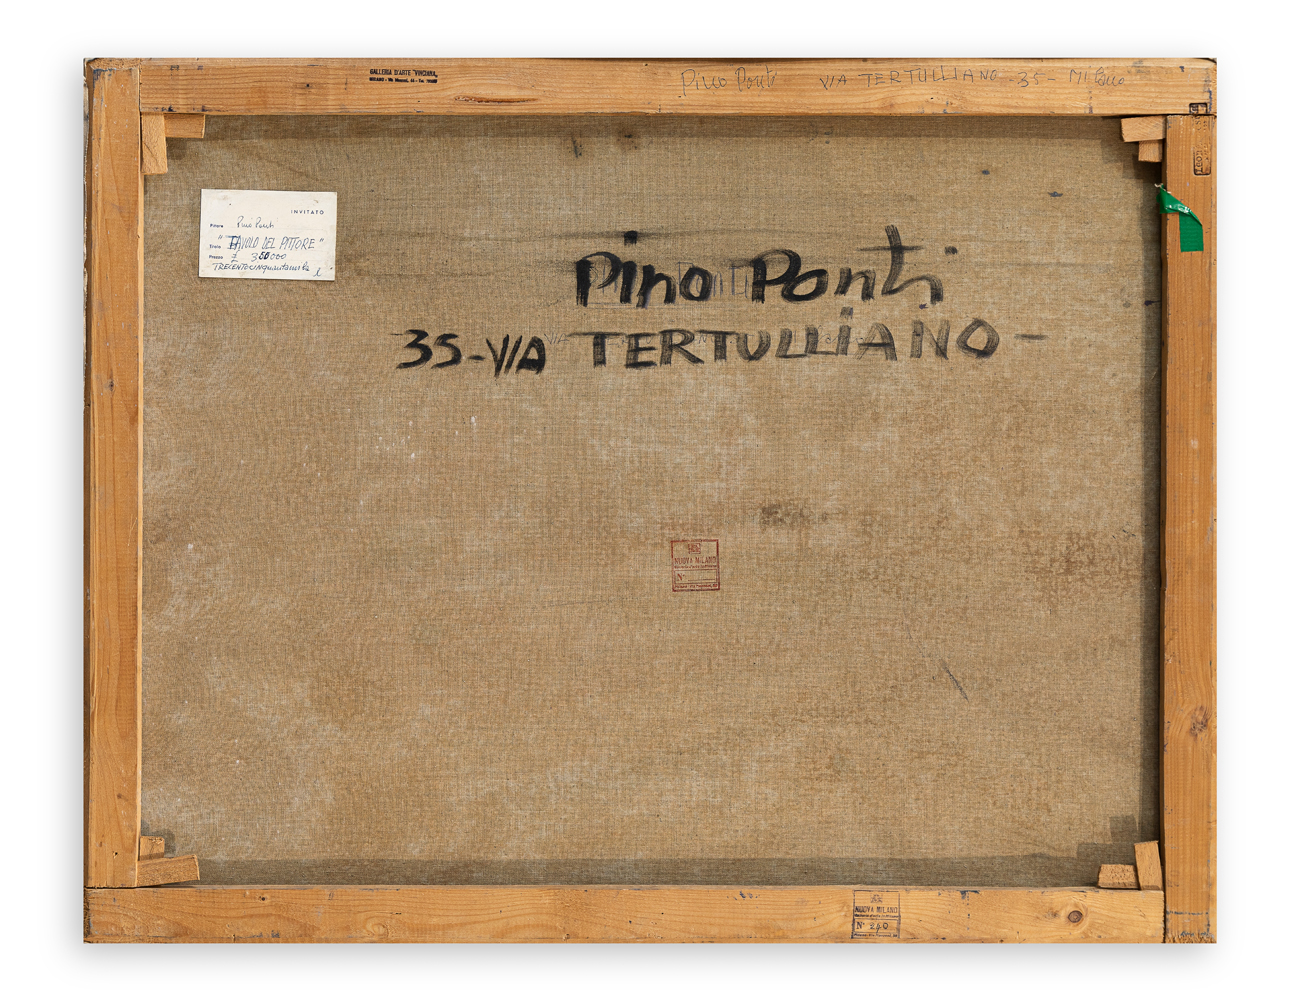 GALLERIA D'ARTE "VINCIANA"
Pino Ponti VIA TERTULLIANO - 35 - Milano
INVITATO
Pittore Pino Ponti
Titolo "TAVOLO DEL PITTORE"
Prezzo £ 350000
TRECENTOcinquantamila
Pino Ponti
35-VIA TERTULLiANO-
NUOVA MILANO
N°
NUOVA MILANO
N° 240